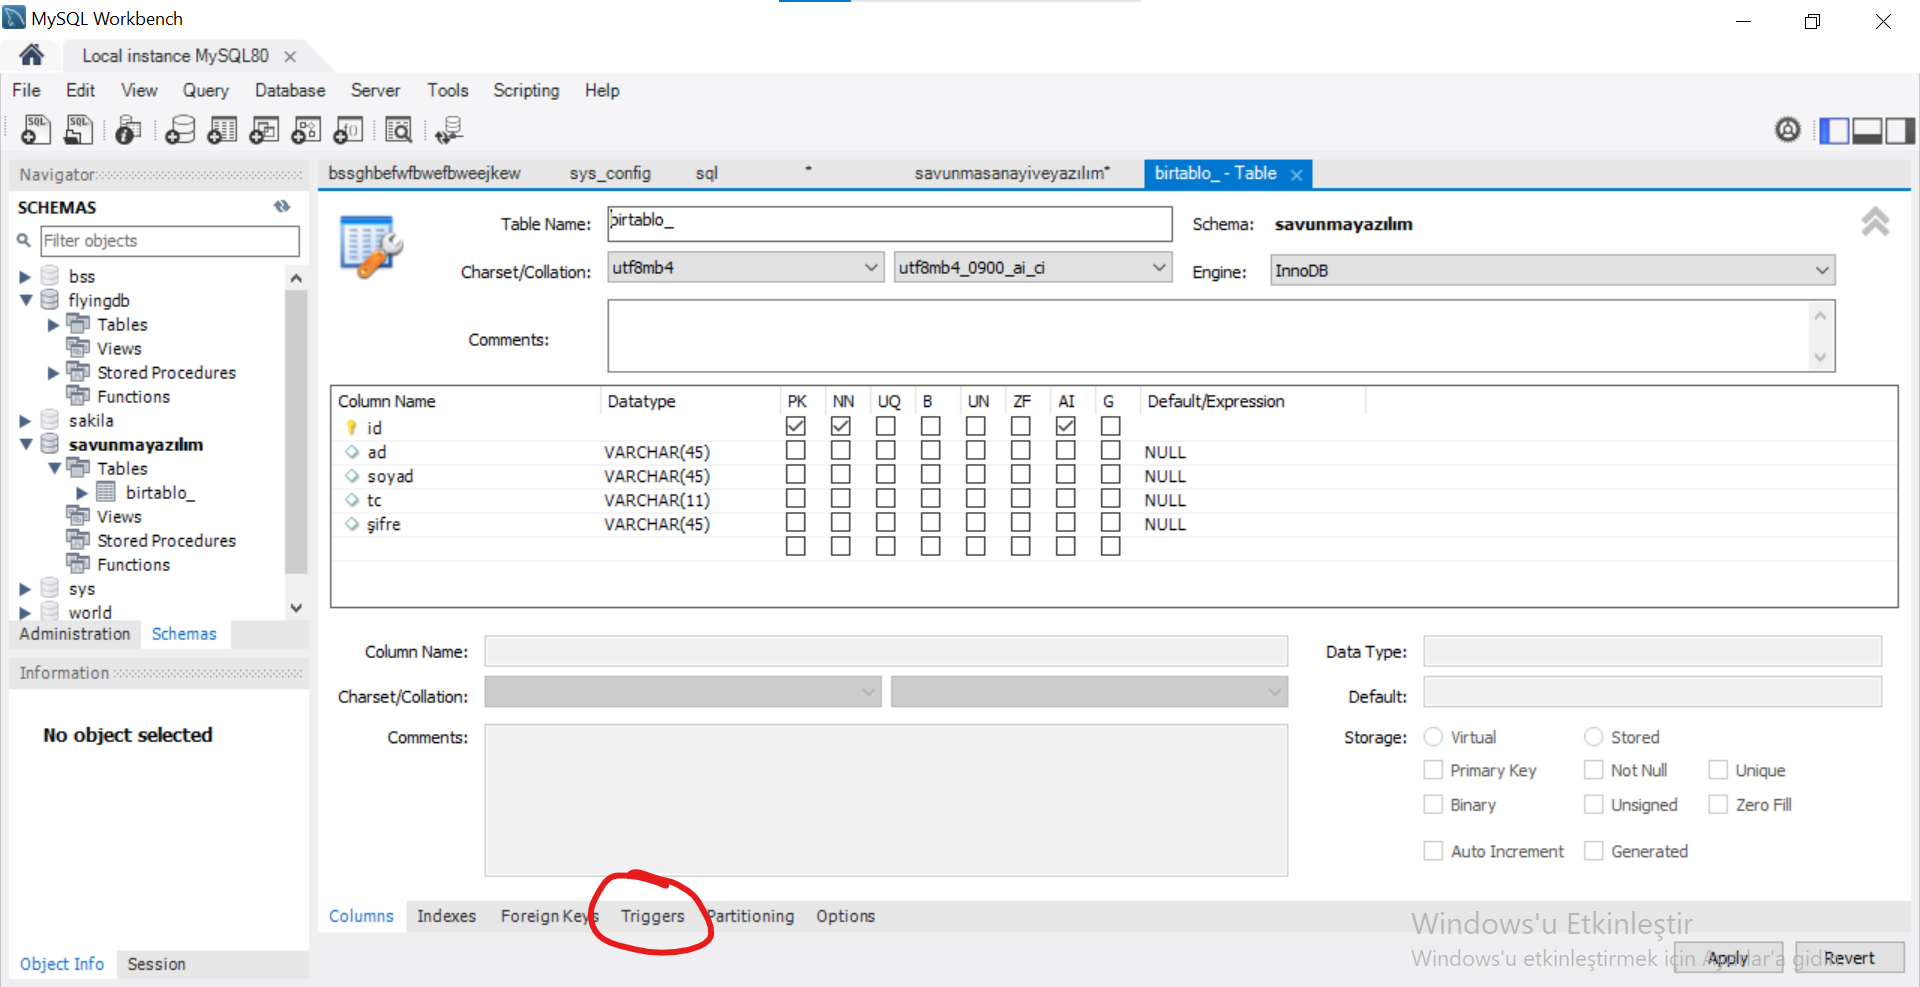 MySQL Workbench
Local instance MySQL80
File Edit View Query Database Server Tools Scripting Help
Navigator
SCHEMAS
Filter objects
bss
flyingdb
Tables
Views
Stored Procedures
Functions
sakila
savunmayazılım
Tables
birtablo_
Views
Stored Procedures
Functions
sys
world
Administration Schemas
Information
No object selected
Object Info Session
bssghbefwfbwefbweejkew sys_config sql * savunmasanayiveyazılım* birtablo_ - Table
Table Name: birtablo_ Schema: savunmayazılım
Charset/Collation: utf8mb4 utf8mb4_0900_ai_ci Engine: InnoDB
Comments:
Column Name Datatype PK NN UQ B UN ZF AI G Default/Expression
id
ad VARCHAR(45) NULL
soyad VARCHAR(45) NULL
tc VARCHAR(11) NULL
şifre VARCHAR(45) NULL
Column Name: Data Type:
Charset/Collation: Default:
Comments: Storage: Virtual Stored
Primary Key Not Null Unique
Binary Unsigned Zero Fill
Auto Increment Generated
Columns Indexes Foreign Keys Triggers Partitioning Options
Windows'u Etkinleştir
Windows'u etkinleştirmek için Ayarlar'a gidin.
Apply Revert